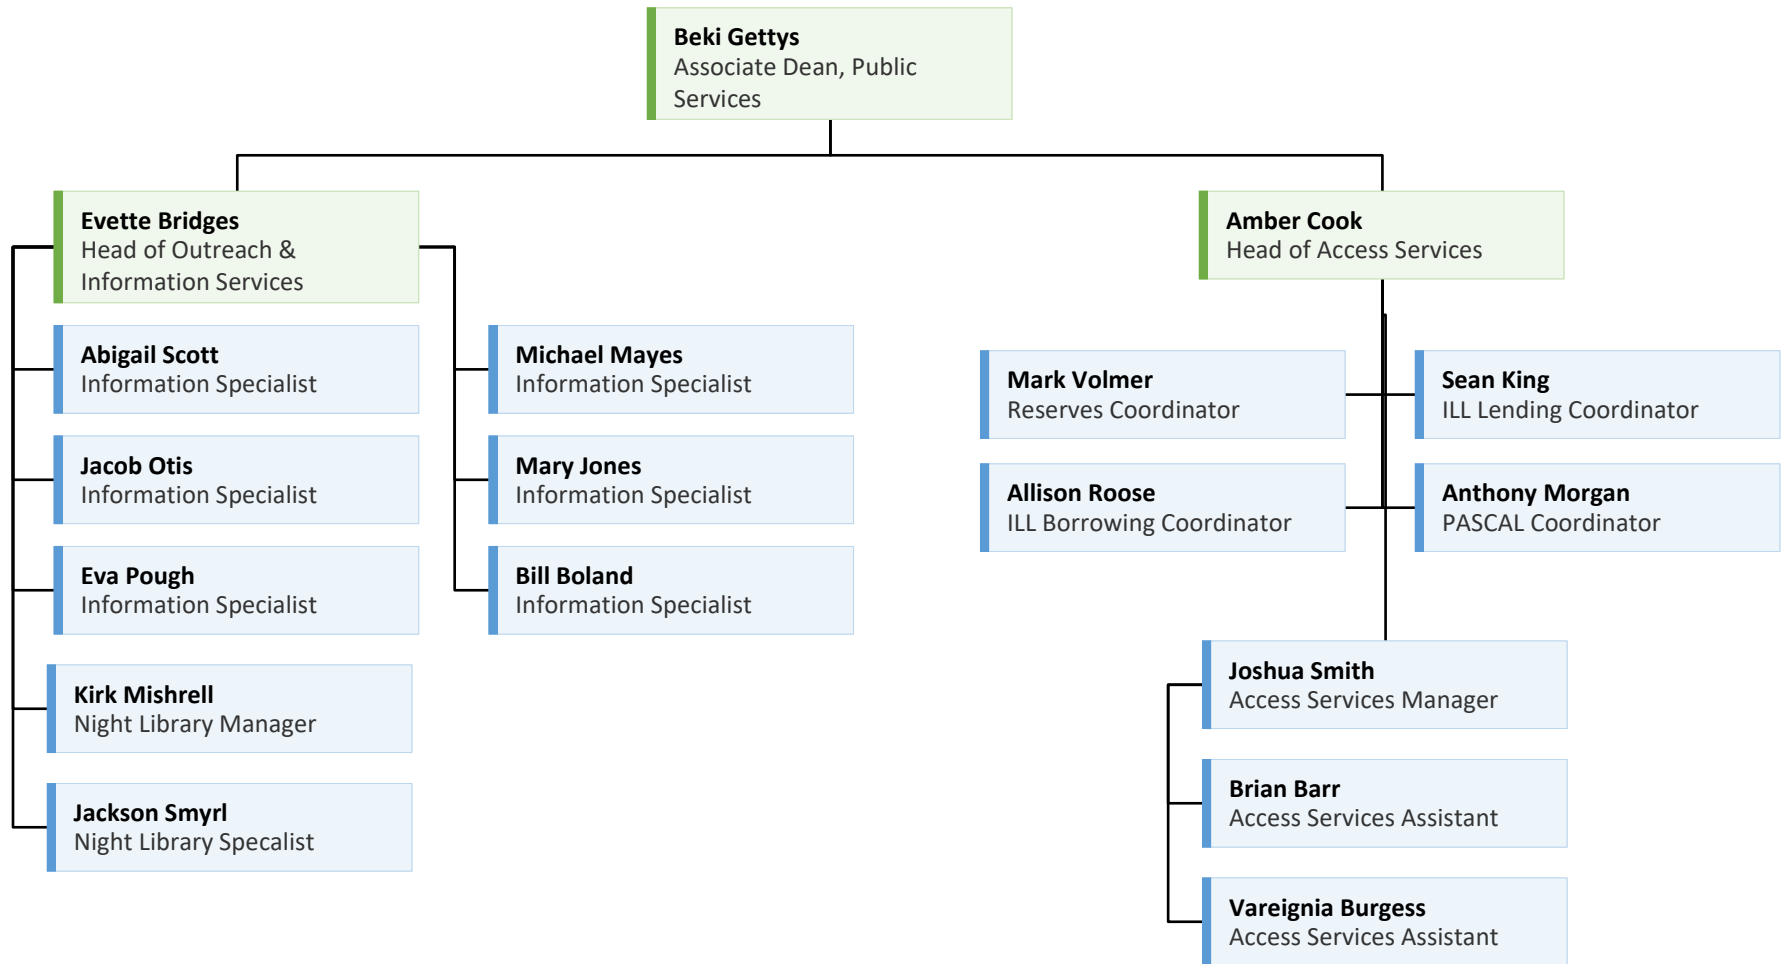 Beki Gettys
Associate Dean, Public
Services
Evette Bridges
Head of Outreach &
Information Services
Amber Cook
Head of Access Services
Abigail Scott
Information Specialist
Michael Mayes
Information Specialist
Jacob Otis
Information Specialist
Mary Jones
Information Specialist
Eva Pough
Information Specialist
Bill Boland
Information Specialist
Kirk Mishrell
Night Library Manager
Jackson Smyrl
Night Library Specalist
Mark Volmer
Reserves Coordinator
Sean King
ILL Lending Coordinator
Allison Roose
ILL Borrowing Coordinator
Anthony Morgan
PASCAL Coordinator
Joshua Smith
Access Services Manager
Brian Barr
Access Services Assistant
Vareignia Burgess
Access Services Assistant